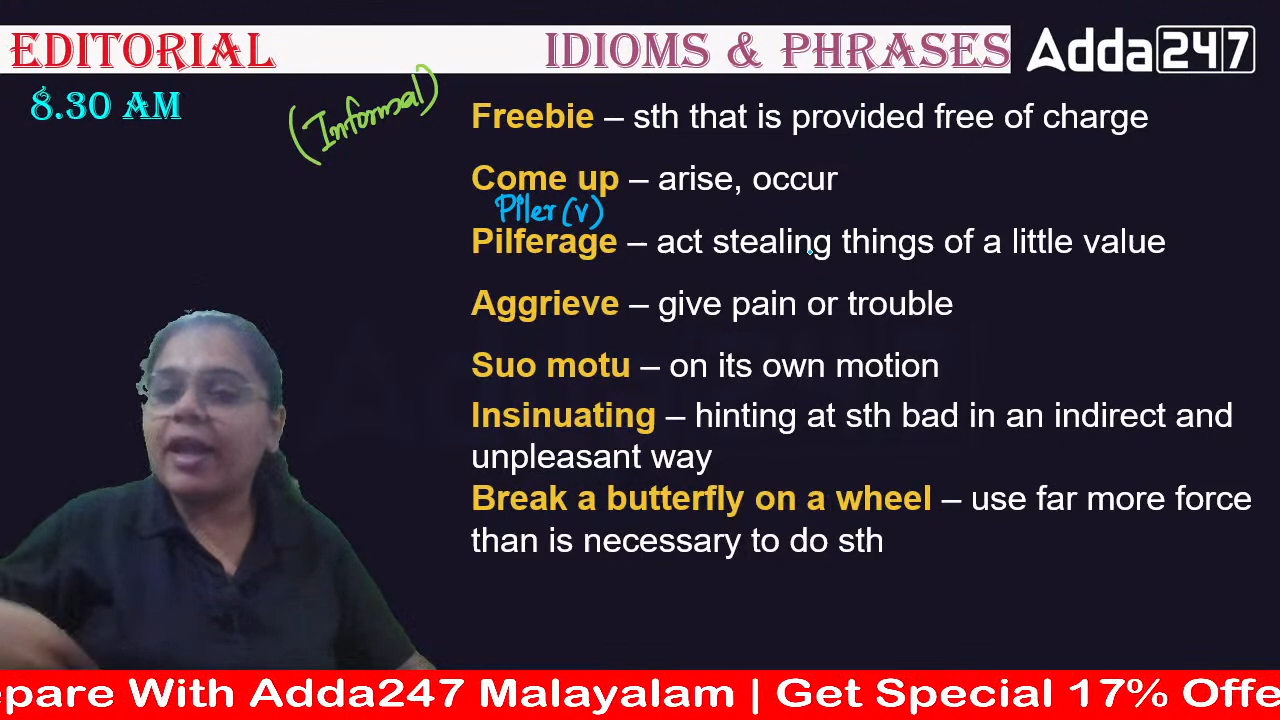 EDITORIAL
IDIOMS & PHRASES
Adda247
8.30 AM
(Informal)
Freebie – sth that is provided free of charge
Come up – arise, occur
Piler (v)
Pilferage – act stealing things of a little value
Aggrieve – give pain or trouble
Suo motu – on its own motion
Insinuating – hinting at sth bad in an indirect and
unpleasant way
Break a butterfly on a wheel – use far more force
than is necessary to do sth
epare With Adda247 Malayalam | Get Special 17% Offe